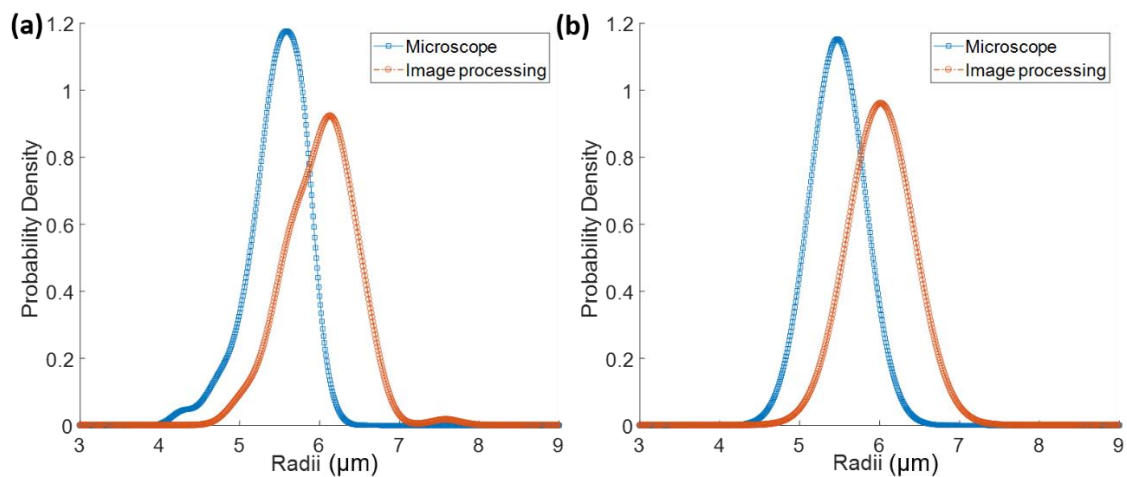 (a)
Probability Density
1.2
1
0.8
0.6
0.4
0.2
0
3 4 5 6 7 8 9
Radii (μm)
Microscope
Image processing
(b)
Probability Density
1.2
1
0.8
0.6
0.4
0.2
0
3 4 5 6 7 8 9
Radii (μm)
Microscope
Image processing